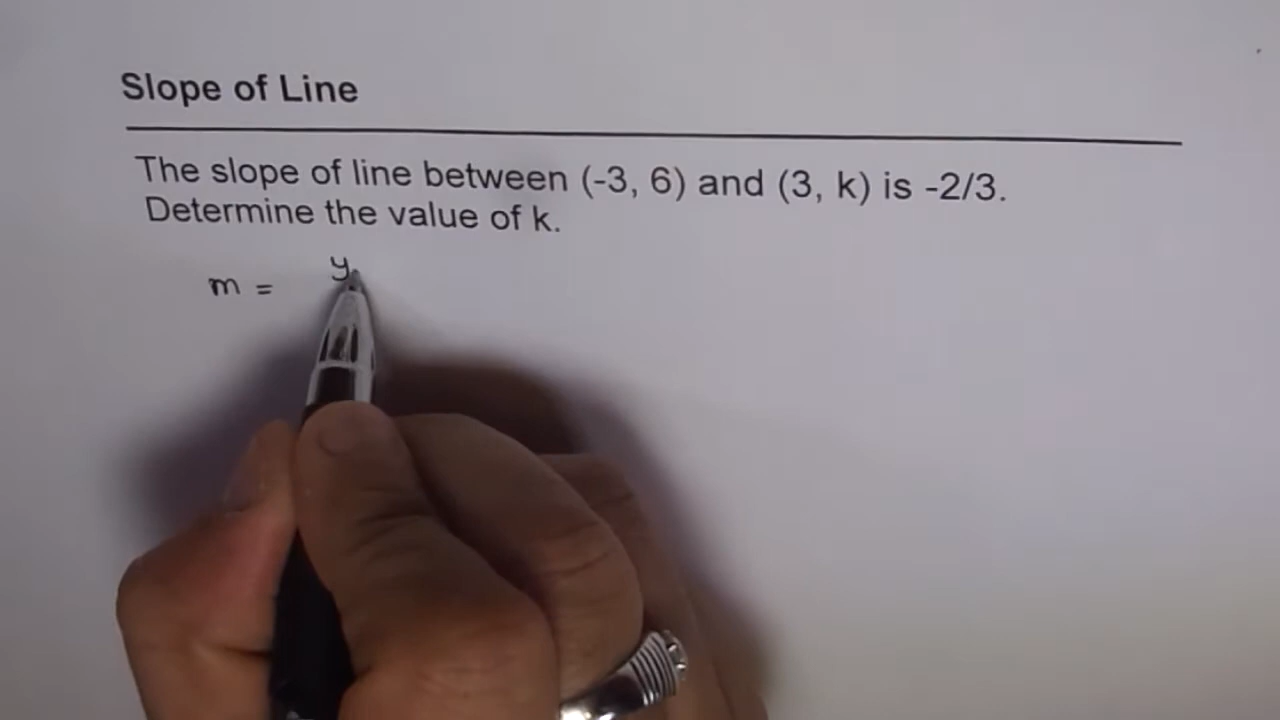 Slope of Line
The slope of line between (-3, 6) and (3, k) is -2/3.
Determine the value of k.
m = y